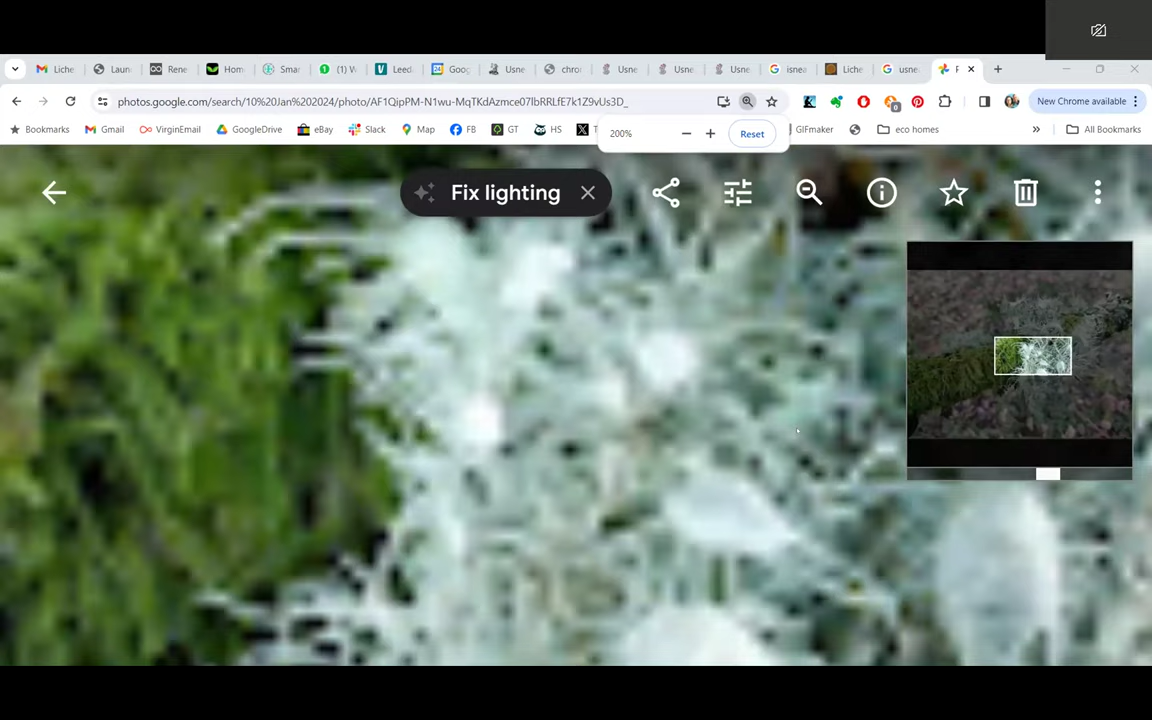 Liche
Laun
Rene
Hom
Smar
(1) V
Leed
Goog
Usne
chro
Usne
Usne
Usne
isnea
Liche
usne
photos.google.com/search/10%20Jan%202024/photo/AF1QipPM-N1wu-MqTKdAzmce07lbRRLfE7k1Z9vUs3D_
New Chrome available
Bookmarks
Gmail
VirginEmail
GoogleDrive
eBay
Slack
Map
FB
GT
HS
GIFmaker
eco homes
All Bookmarks
200%
Reset
Fix lighting